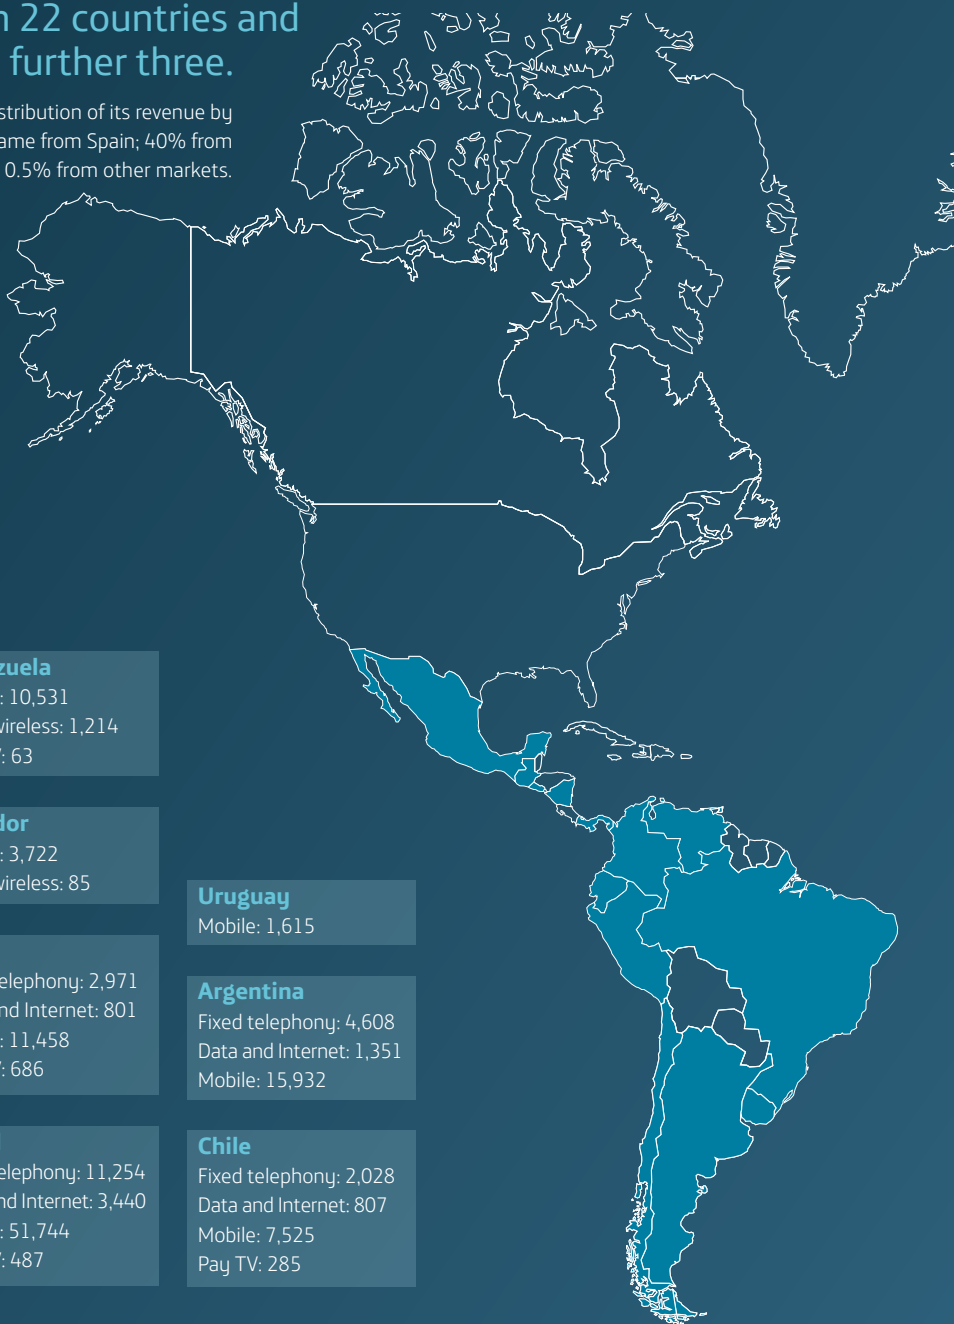 22 countries and
further three.
stribution of its revenue by
ame from Spain; 40% from
0.5% from other markets.
zuela
: 10,531
wireless: 1,214
: 63
dor
: 3,722
wireless: 85
elephony: 2,971
nd Internet: 801
: 11,458
: 686
elephony: 11,254
nd Internet: 3,440
: 51,744
: 487
Uruguay
Mobile: 1,615
Argentina
Fixed telephony: 4,608
Data and Internet: 1,351
Mobile: 15,932
Chile
Fixed telephony: 2,028
Data and Internet: 807
Mobile: 7,525
Pay TV: 285